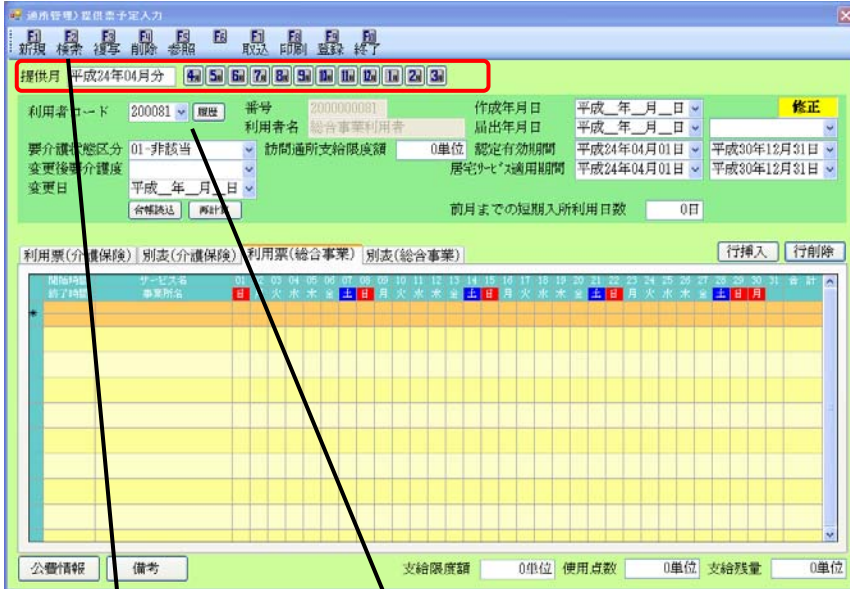 通所管理)提供票予定入力
F1 F2 F3 F4 F5 F6 F7 F8 F9 F10
新規 検索 複写 削除 参照 取込 印刷 登録 終了
提供月 平成24年04月分 4月 5月 6月 7月 8月 9月 10月 11月 12月 1月 2月 3月
利用者コード 200081 履歴 番号 2000000081 作成年月日 平成__年__月__日 修正
利用者名 総合事業利用者 届出年月日 平成__年__月__日
要介護状態区分 01-非該当 訪問通所支給限度額 0単位 認定有効期間 平成24年04月01日 平成30年12月31日
変更後要介護度 居宅サービス適用期間 平成24年04月01日 平成30年12月31日
変更日 平成__年__月__日
台帳読込 再計算 前月までの短期入所利用日数 0日
利用票(介護保険) 別表(介護保険) 利用票(総合事業) 別表(総合事業) 行挿入 行削除
開始時間 サービス名 01 03 04 05 06 07 08 09 10 11 12 13 14 15 16 17 18 19 20 21 22 23 24 25 26 27 28 29 30 31 合計
終了時間 事業所名 日 火 水 木 金 土 日 月 火 水 木 金 土 日 月 火 水 木 金 土 日 月 火 水 木 金 土 日 月
*
公費情報 備考 支給限度額 0単位 使用点数 0単位 支給残量 0単位